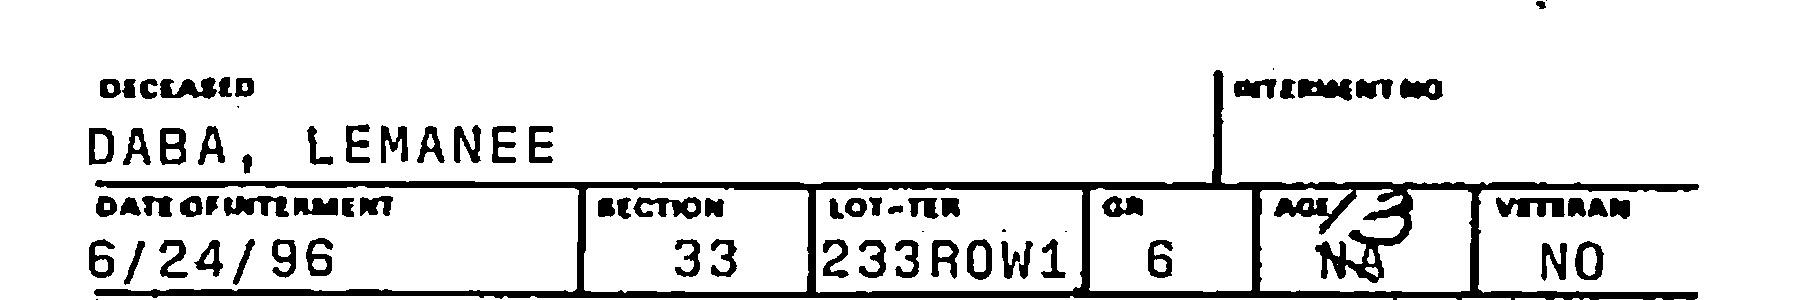 DECEASED INTERMENT NO
DABA, LEMANEE
DATE OF INTERMENT SECTION LOT-TER GR AGE VETERAN
6/24/96 33 233ROW1 6 NA 13 NO